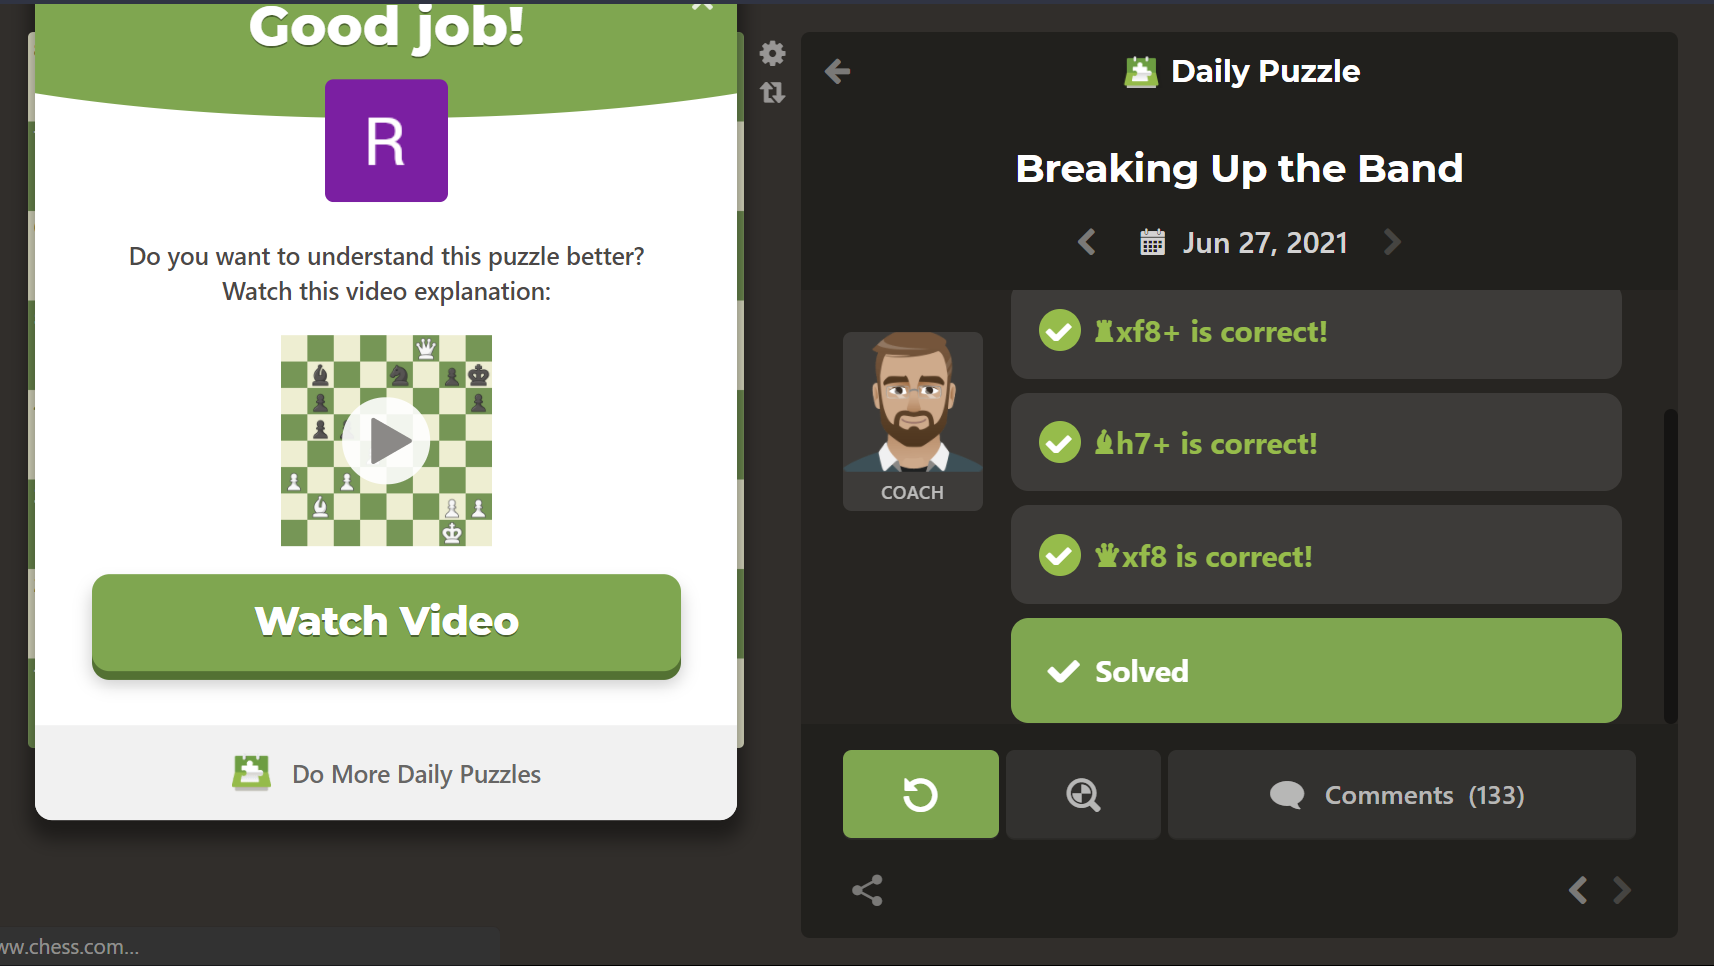 Good job!
R
Do you want to understand this puzzle better?
Watch this video explanation:
Watch Video
Do More Daily Puzzles
Daily Puzzle
Breaking Up the Band
Jun 27, 2021
♜xf8+ is correct!
♝h7+ is correct!
♛xf8 is correct!
COACH
Solved
Comments (133)
ww.chess.com...